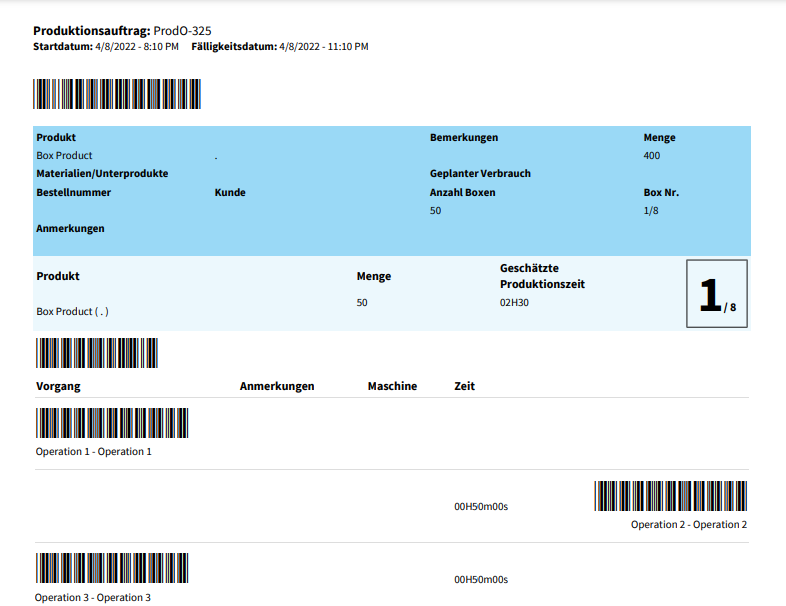 Produktionsauftrag: ProdO-325
Startdatum: 4/8/2022 - 8:10 PM Fälligkeitsdatum: 4/8/2022 - 11:10 PM
Produkt Bemerkungen Menge
Box Product . 400
Materialien/Unterprodukte Geplanter Verbrauch
Bestellnummer Kunde Anzahl Boxen Box Nr.
50 1/8
Anmerkungen
Produkt Menge Geschätzte Produktionszeit
Box Product ( . ) 50 02H30
1 / 8
Vorgang Anmerkungen Maschine Zeit
Operation 1 - Operation 1
00H50m00s
Operation 2 - Operation 2
00H50m00s
Operation 3 - Operation 3